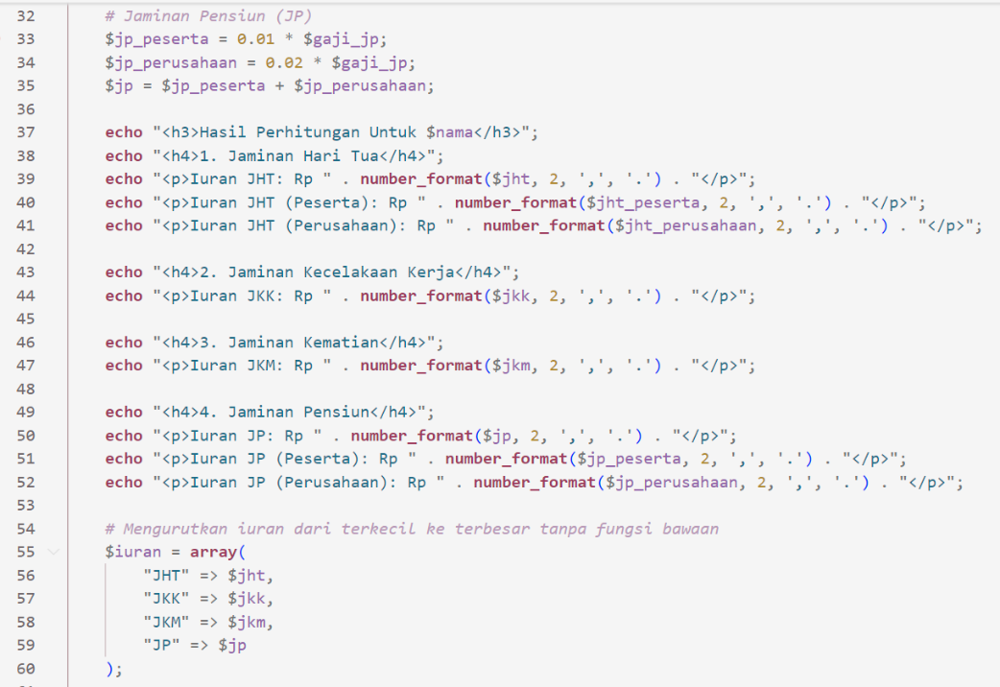 32 # Jaminan Pensiun (JP)
33 $jp_peserta = 0.01 * $gaji_jp;
34 $jp_perusahaan = 0.02 * $gaji_jp;
35 $jp = $jp_peserta + $jp_perusahaan;
36
37 echo "<h3>Hasil Perhitungan Untuk $nama</h3>";
38 echo "<h4>1. Jaminan Hari Tua</h4>";
39 echo "<p>Iuran JHT: Rp " . number_format($jht, 2, ',', '.') . "</p>";
40 echo "<p>Iuran JHT (Peserta): Rp " . number_format($jht_peserta, 2, ',', '.') . "</p>";
41 echo "<p>Iuran JHT (Perusahaan): Rp " . number_format($jht_perusahaan, 2, ',', '.') . "</p>";
42
43 echo "<h4>2. Jaminan Kecelakaan Kerja</h4>";
44 echo "<p>Iuran JKK: Rp " . number_format($jkk, 2, ',', '.') . "</p>";
45
46 echo "<h4>3. Jaminan Kematian</h4>";
47 echo "<p>Iuran JKM: Rp " . number_format($jkm, 2, ',', '.') . "</p>";
48
49 echo "<h4>4. Jaminan Pensiun</h4>";
50 echo "<p>Iuran JP: Rp " . number_format($jp, 2, ',', '.') . "</p>";
51 echo "<p>Iuran JP (Peserta): Rp " . number_format($jp_peserta, 2, ',', '.') . "</p>";
52 echo "<p>Iuran JP (Perusahaan): Rp " . number_format($jp_perusahaan, 2, ',', '.') . "</p>";
53
54 # Mengurutkan iuran dari terkecil ke terbesar tanpa fungsi bawaan
55 $iuran = array(
56 "JHT" => $jht,
57 "JKK" => $jkk,
58 "JKM" => $jkm,
59 "JP" => $jp
60 );